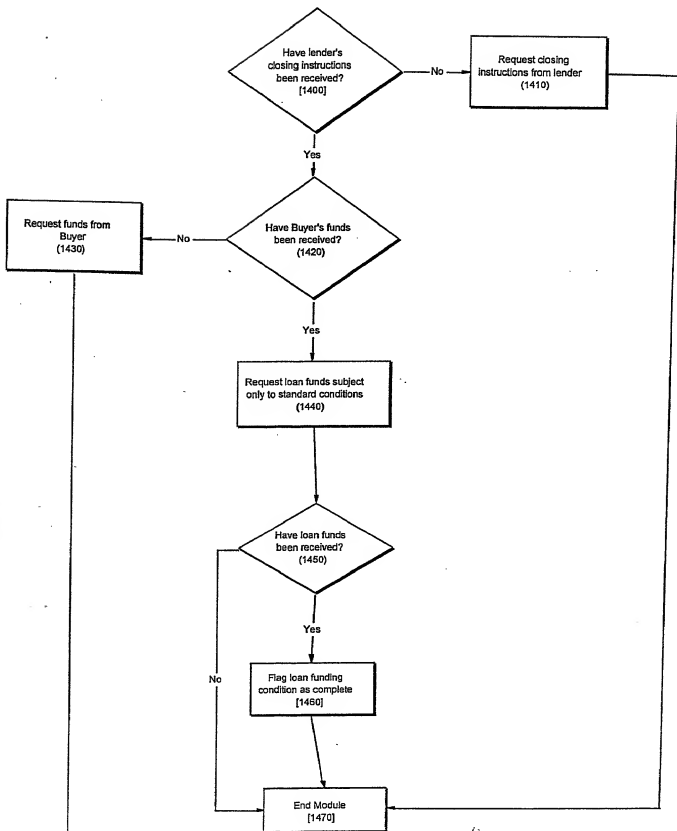 Have lender's
closing instructions
been received?
[1400]
No
Request closing
instructions from lender
(1410)
Yes
Request funds from
Buyer
(1430)
No
Have Buyer's funds
been received?
(1420)
Yes
Request loan funds subject
only to standard conditions
(1440)
Have loan funds
been received?
(1450)
Yes
No
Flag loan funding
condition as complete
[1460]
End Module
[1470]